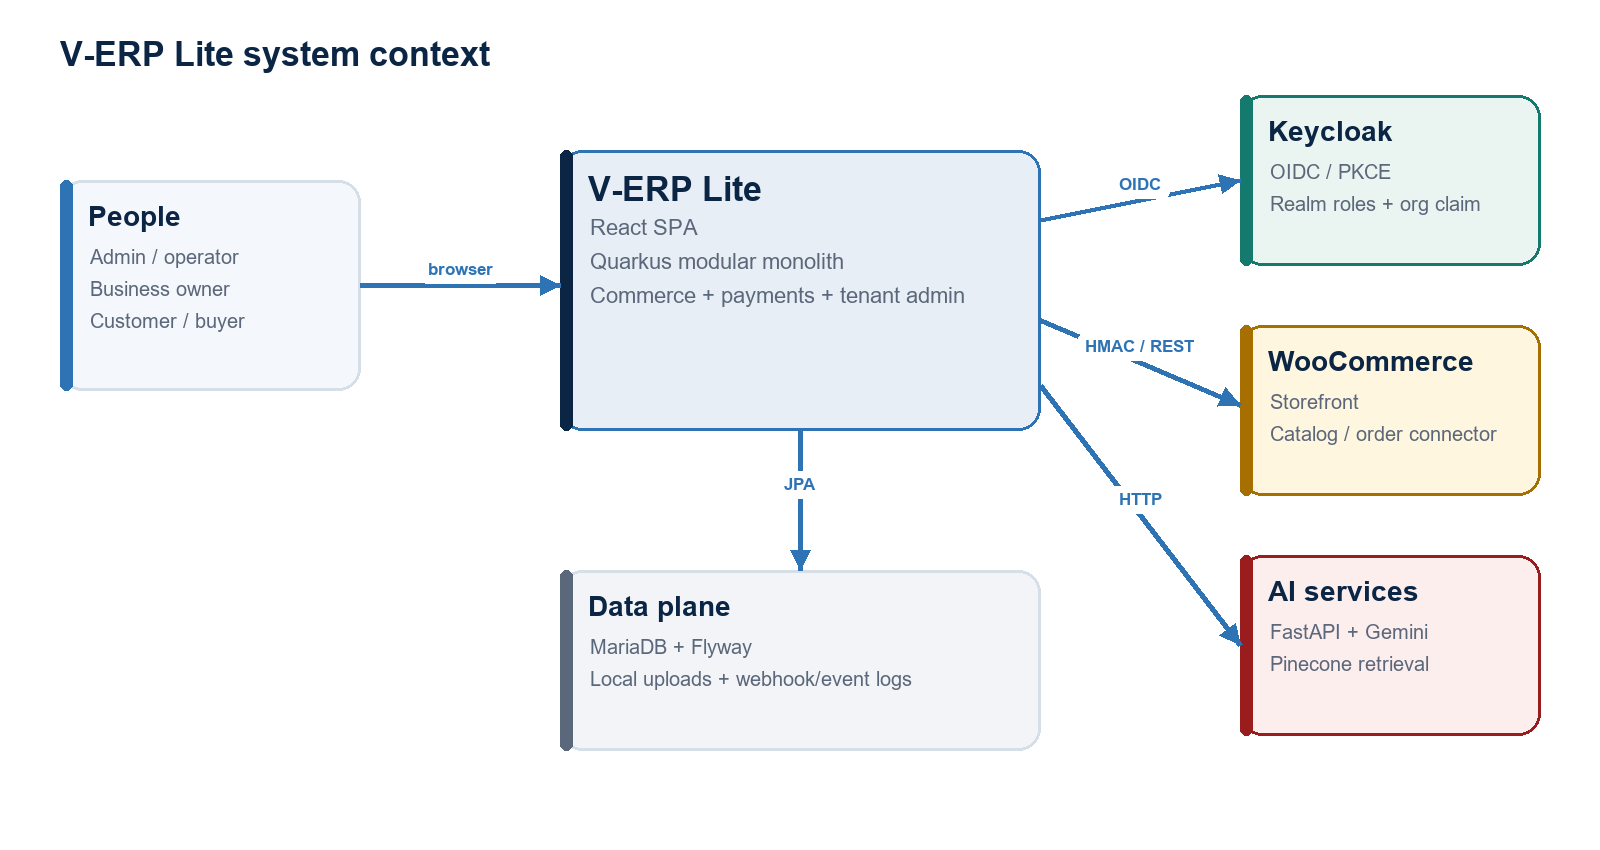 V-ERP Lite system context
People
Admin / operator
Business owner
Customer / buyer
browser
V-ERP Lite
React SPA
Quarkus modular monolith
Commerce + payments + tenant admin
OIDC
Keycloak
OIDC / PKCE
Realm roles + org claim
HMAC / REST
WooCommerce
Storefront
Catalog / order connector
JPA
HTTP
Data plane
MariaDB + Flyway
Local uploads + webhook/event logs
AI services
FastAPI + Gemini
Pinecone retrieval